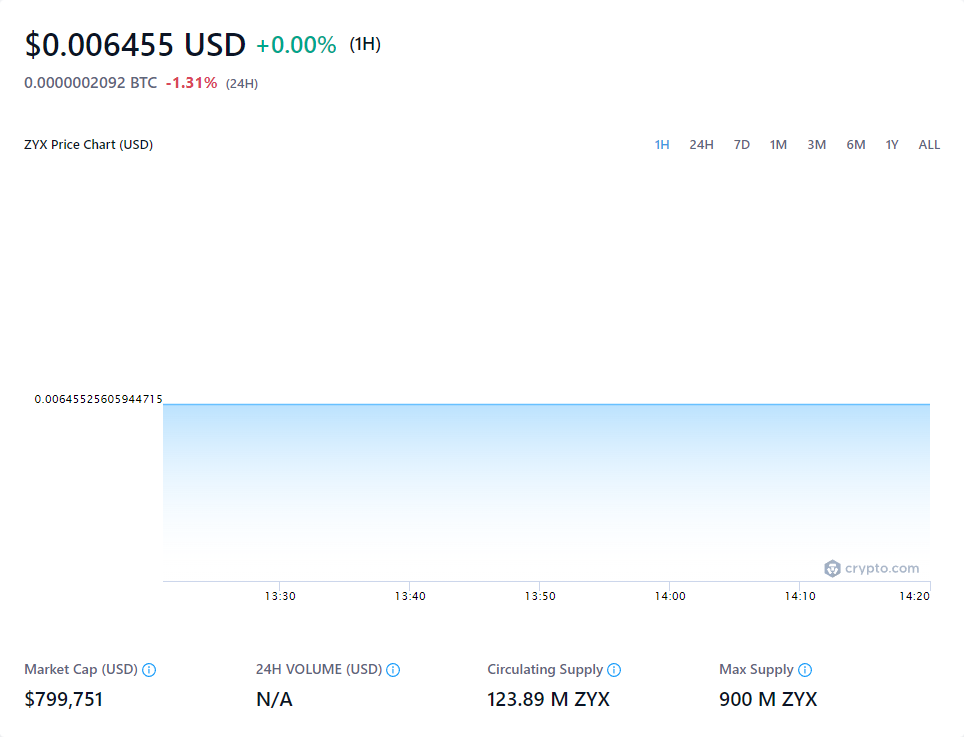 $0.006455 USD +0.00% (1H)
0.0000002092 BTC -1.31% (24H)
ZYX Price Chart (USD) 1H 24H 7D 1M 3M 6M 1Y ALL
0.00645525605944715
crypto.com
13:30 13:40 13:50 14:00 14:10 14:20
Market Cap (USD) 24H VOLUME (USD) Circulating Supply Max Supply
$799,751 N/A 123.89 M ZYX 900 M ZYX